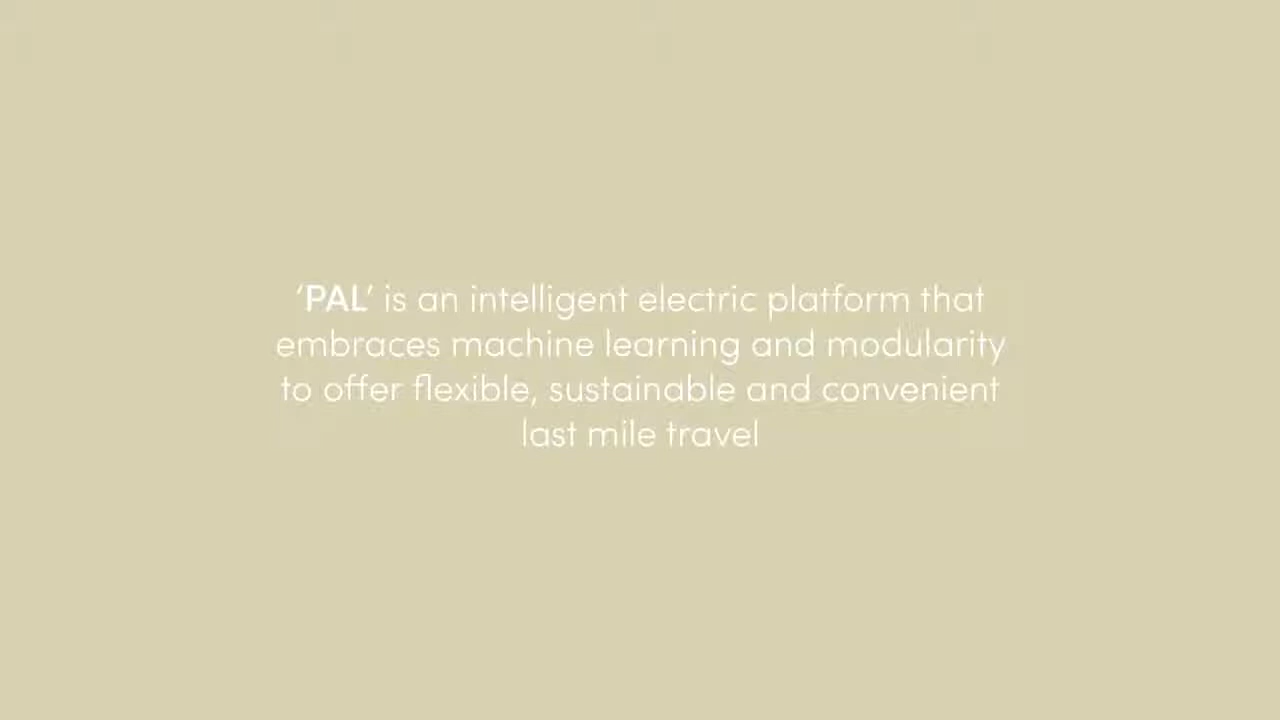 ‘PAL’ is an intelligent electric platform that
embraces machine learning and modularity
to offer flexible, sustainable and convenient
last mile travel